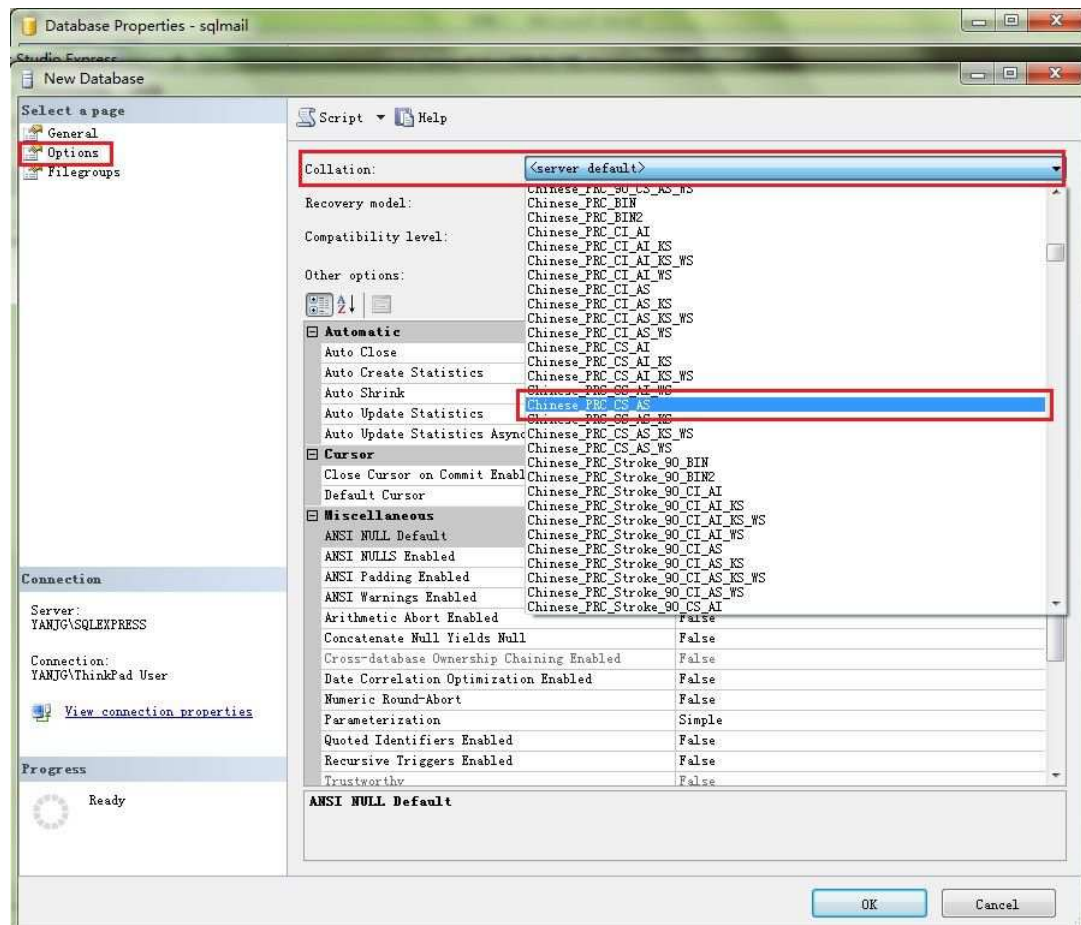 Database Properties - sqlmail
Studio Express
New Database
Select a page
General
Options
Filegroups
Script
Help
Collation:
<server default>
Recovery model:
Compatibility level:
Other options:
Chinese_PRC_90_CS_AS_WS
Chinese_PRC_BIN
Chinese_PRC_BIN2
Chinese_PRC_CI_AI
Chinese_PRC_CI_AI_KS
Chinese_PRC_CI_AI_KS_WS
Chinese_PRC_CI_AI_WS
Chinese_PRC_CI_AS
Chinese_PRC_CI_AS_KS
Chinese_PRC_CI_AS_KS_WS
Chinese_PRC_CI_AS_WS
Chinese_PRC_CS_AI
Chinese_PRC_CS_AI_KS
Chinese_PRC_CS_AI_KS_WS
Chinese_PRC_CS_AI_WS
Chinese_PRC_CS_AS
Chinese_PRC_CS_AS_KS
Chinese_PRC_CS_AS_KS_WS
Chinese_PRC_CS_AS_WS
Chinese_PRC_Stroke_90_BIN
Chinese_PRC_Stroke_90_BIN2
Chinese_PRC_Stroke_90_CI_AI
Chinese_PRC_Stroke_90_CI_AI_KS
Chinese_PRC_Stroke_90_CI_AI_KS_WS
Chinese_PRC_Stroke_90_CI_AI_WS
Chinese_PRC_Stroke_90_CI_AS
Chinese_PRC_Stroke_90_CI_AS_KS
Chinese_PRC_Stroke_90_CI_AS_KS_WS
Chinese_PRC_Stroke_90_CI_AS_WS
Chinese_PRC_Stroke_90_CS_AI
Automatic
Auto Close
Auto Create Statistics
Auto Shrink
Auto Update Statistics
Auto Update Statistics Async
Cursor
Close Cursor on Commit Enabl
Default Cursor
Miscellaneous
ANSI NULL Default
ANSI NULLS Enabled
ANSI Padding Enabled
ANSI Warnings Enabled
Arithmetic Abort Enabled False
Concatenate Null Yields Null False
Cross-database Ownership Chaining Enabled False
Date Correlation Optimization Enabled False
Numeric Round-Abort False
Parameterization Simple
Quoted Identifiers Enabled False
Recursive Triggers Enabled False
Trustworthy False
ANSI NULL Default
Connection
Server:
YANJG\SQLEXPRESS
Connection:
YANJG\ThinkPad User
View connection properties
Progress
Ready
OK
Cancel